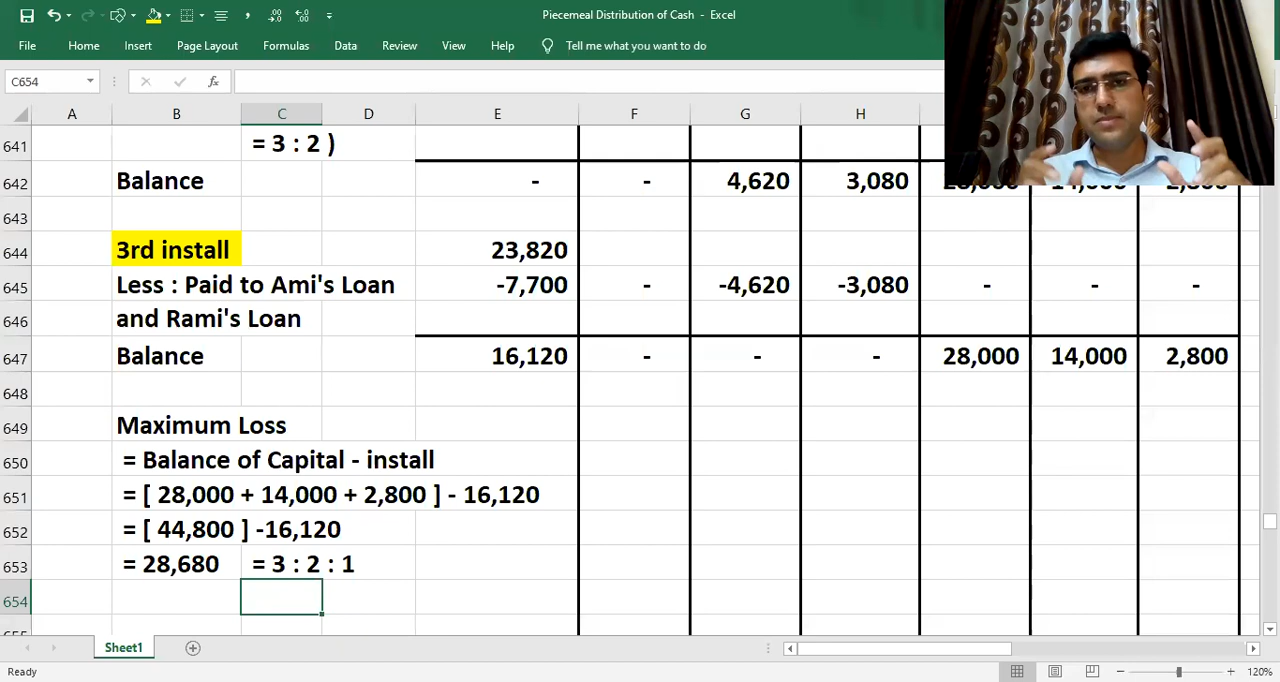 Piecemeal Distribution of Cash - Excel
File Home Insert Page Layout Formulas Data Review View Help Tell me what you want to do
C654 fx
A B C D E F G H
641 = 3 : 2 )
642 Balance - - 4,620 3,080
643
644 3rd install 23,820
645 Less : Paid to Ami's Loan -7,700 - -4,620 -3,080 - - -
646 and Rami's Loan
647 Balance 16,120 - - - 28,000 14,000 2,800
648
649 Maximum Loss
650 = Balance of Capital - install
651 = [ 28,000 + 14,000 + 2,800 ] - 16,120
652 = [ 44,800 ] -16,120
653 = 28,680 = 3 : 2 : 1
654
Sheet1
Ready 120%